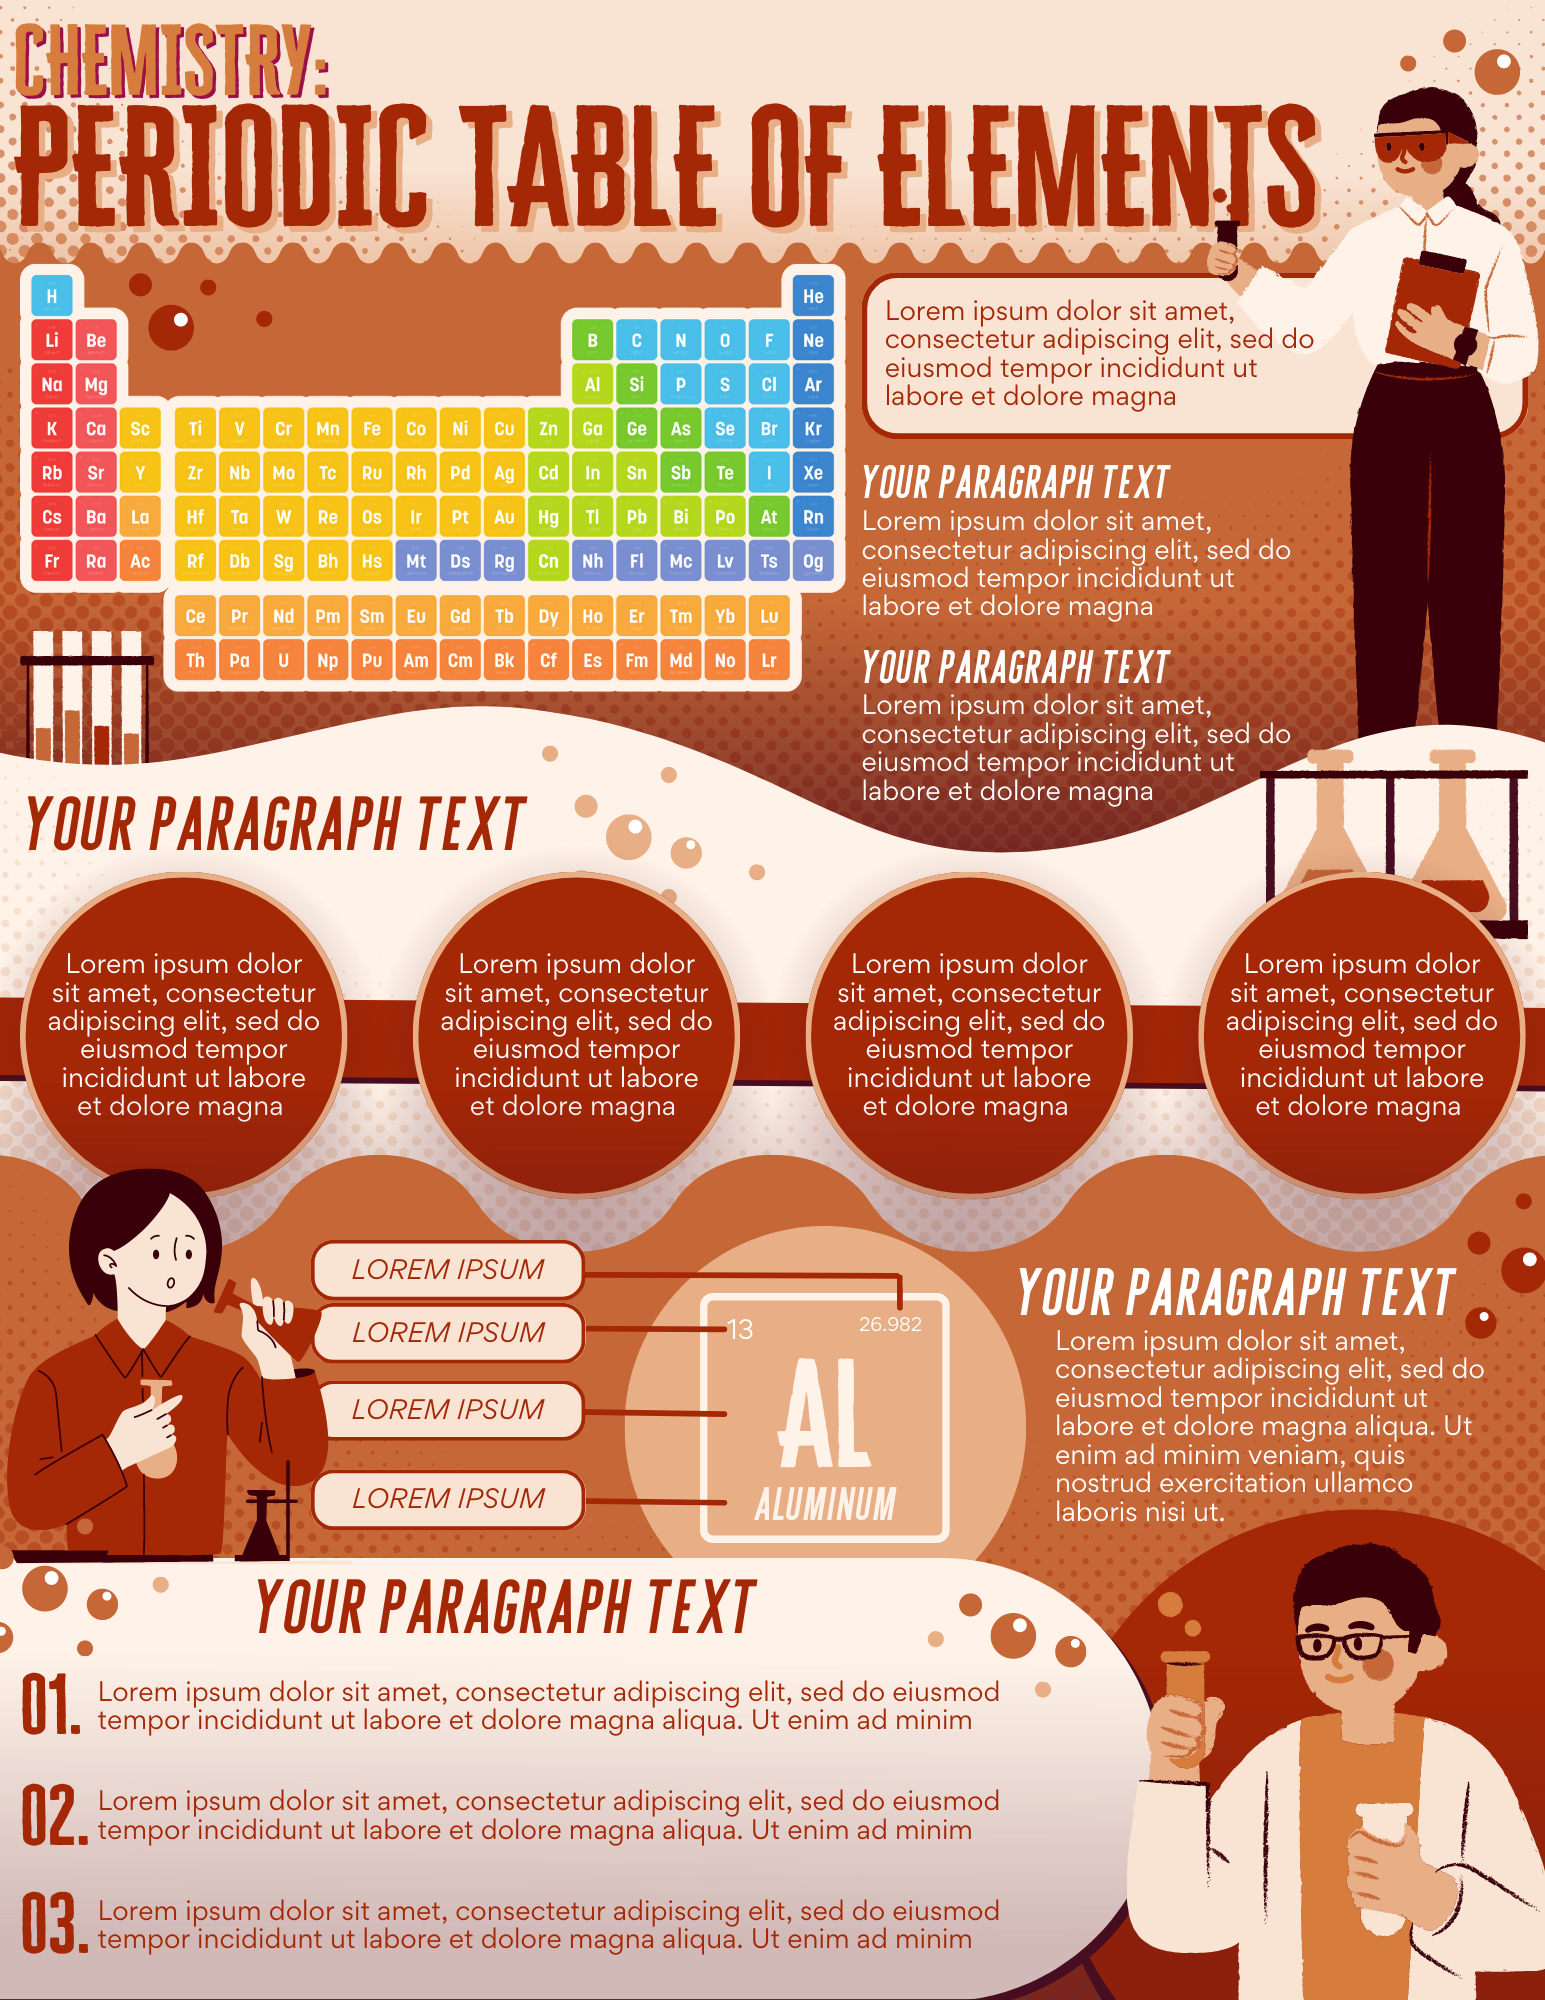 CHEMISTRY:
PERIODIC TABLE OF ELEMENTS
H He
Li Be B C N O F Ne
Na Mg Al Si P S Cl Ar
K Ca Sc Ti V Cr Mn Fe Co Ni Cu Zn Ga Ge As Se Br Kr
Rb Sr Y Zr Nb Mo Tc Ru Rh Pd Ag Cd In Sn Sb Te I Xe
Cs Ba La Hf Ta W Re Os Ir Pt Au Hg Tl Pb Bi Po At Rn
Fr Ra Ac Rf Db Sg Bh Hs Mt Ds Rg Cn Nh Fl Mc Lv Ts Og
Ce Pr Nd Pm Sm Eu Gd Tb Dy Ho Er Tm Yb Lu
Th Pa U Np Pu Am Cm Bk Cf Es Fm Md No Lr
Lorem ipsum dolor sit amet,
consectetur adipiscing elit, sed do
eiusmod tempor incididunt ut
labore et dolore magna
YOUR PARAGRAPH TEXT
Lorem ipsum dolor sit amet,
consectetur adipiscing elit, sed do
eiusmod tempor incididunt ut
labore et dolore magna
YOUR PARAGRAPH TEXT
Lorem ipsum dolor sit amet,
consectetur adipiscing elit, sed do
eiusmod tempor incididunt ut
labore et dolore magna
YOUR PARAGRAPH TEXT
Lorem ipsum dolor
sit amet, consectetur
adipiscing elit, sed do
eiusmod tempor
incididunt ut labore
et dolore magna
Lorem ipsum dolor
sit amet, consectetur
adipiscing elit, sed do
eiusmod tempor
incididunt ut labore
et dolore magna
Lorem ipsum dolor
sit amet, consectetur
adipiscing elit, sed do
eiusmod tempor
incididunt ut labore
et dolore magna
Lorem ipsum dolor
sit amet, consectetur
adipiscing elit, sed do
eiusmod tempor
incididunt ut labore
et dolore magna
LOREM IPSUM
LOREM IPSUM
LOREM IPSUM
LOREM IPSUM
13 26.982
AL
ALUMINUM
YOUR PARAGRAPH TEXT
Lorem ipsum dolor sit amet,
consectetur adipiscing elit, sed do
eiusmod tempor incididunt ut
labore et dolore magna aliqua. Ut
enim ad minim veniam, quis
nostrud exercitation ullamco
laboris nisi ut.
YOUR PARAGRAPH TEXT
01. Lorem ipsum dolor sit amet, consectetur adipiscing elit, sed do eiusmod
tempor incididunt ut labore et dolore magna aliqua. Ut enim ad minim
02. Lorem ipsum dolor sit amet, consectetur adipiscing elit, sed do eiusmod
tempor incididunt ut labore et dolore magna aliqua. Ut enim ad minim
03. Lorem ipsum dolor sit amet, consectetur adipiscing elit, sed do eiusmod
tempor incididunt ut labore et dolore magna aliqua. Ut enim ad minim